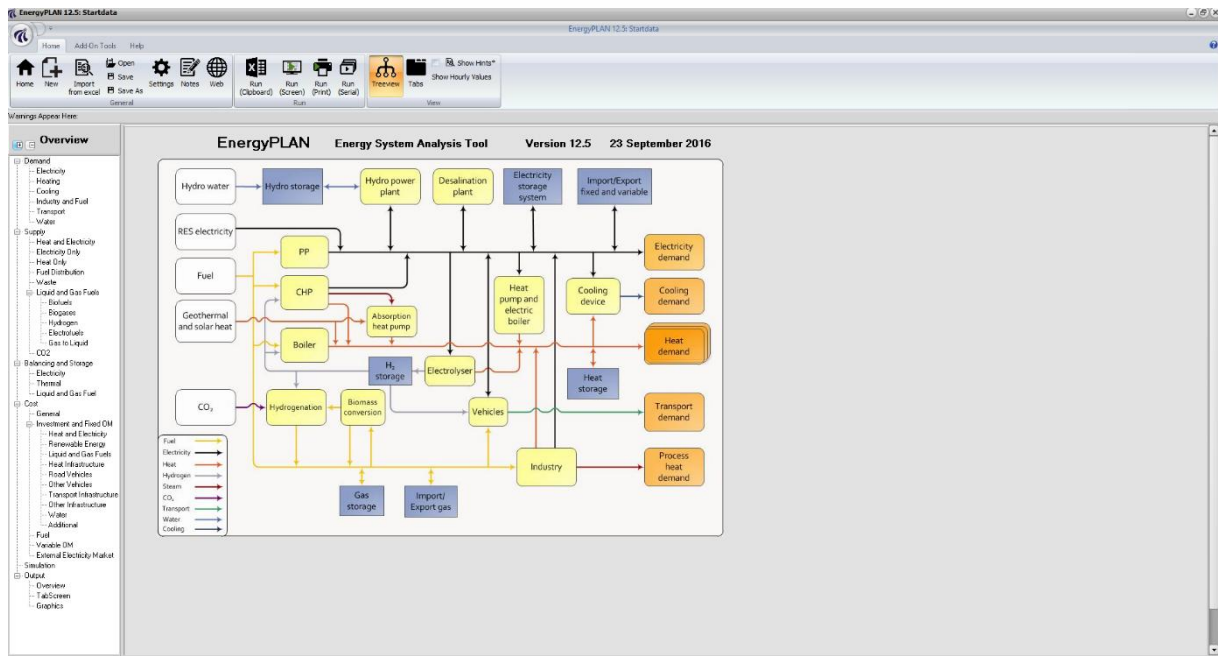 EnergyPLAN 12.5: Startdata
EnergyPLAN 12.5: Startdata
Home Add-On Tools Help
Home
New
Import
from excel
Open
Save
Save As
Settings
Notes
Web
General
Run
(Clipboard)
Run
(Screen)
Run
(Print)
Run
(Serial)
Run
Treeview
Tabs
Show Hints*
Show Hourly Values
View
Warnings Appear Here:
Overview
Demand
Electricity
Heating
Cooling
Industry and Fuel
Transport
Water
Supply
Heat and Electricity
Electricity Only
Heat Only
Fuel Distribution
Waste
Liquid and Gas Fuels
Biofuels
Biogases
Hydrogen
Electrofuels
Gas to Liquid
CO2
Balancing and Storage
Electricity
Thermal
Liquid and Gas Fuel
Cost
General
Investment and Fixed OM
Heat and Electricity
Renewable Energy
Liquid and Gas Fuels
Heat Infrastructure
Road Vehicles
Other Vehicles
Transport Infrastructure
Other Infrastructure
Water
Additional
Fuel
Variable OM
External Electricity Market
Simulation
Output
Overview
TabScreen
Graphics
EnergyPLAN Energy System Analysis Tool Version 12.5 23 September 2016
Hydro water
Hydro storage
Hydro power
plant
Desalination
plant
Electricity
storage
system
Import/Export
fixed and variable
RES electricity
PP
Electricity
demand
Fuel
CHP
Heat
pump and
electric
boiler
Cooling
device
Cooling
demand
Geothermal
and solar heat
Absorption
heat pump
Boiler
Heat
demand
H₂
storage
Electrolyser
Heat
storage
CO₂
Hydrogenation
Biomass
conversion
Vehicles
Transport
demand
Industry
Process
heat
demand
Gas
storage
Import/
Export gas
Fuel
Electricity
Heat
Hydrogen
Steam
CO₂
Transport
Water
Cooling